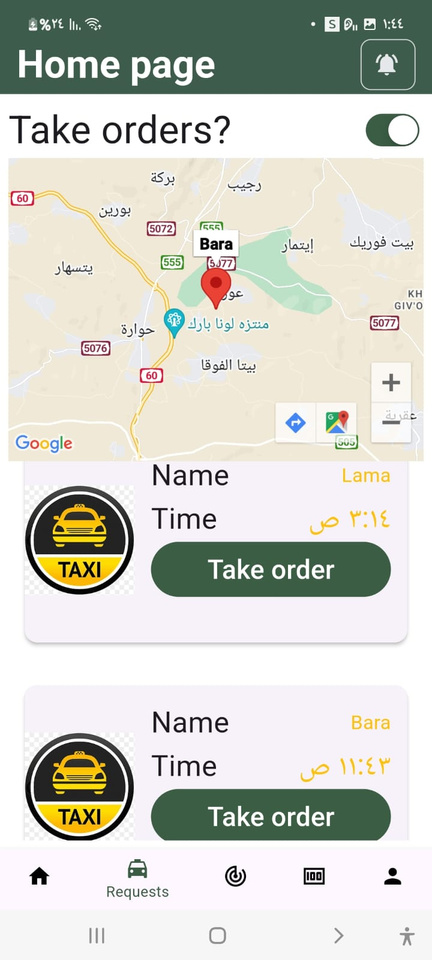 %٢٤
S
١:٤٤
Home page
Take orders?
بركة
رجيب
60
بورين
5072
555
Bara
إيتمار
بيت فوريك
يتسهار
555
5077
عور
KH
GIV'O
حوارة
منتزه لونا بارك
5077
5076
بيتا الفوقا
60
+
−
عقربة
Google
505
Name
Lama
Time
٣:١٤ ص
TAXI
Take order
Name
Bara
Time
١١:٤٣ ص
TAXI
Take order
100
Requests